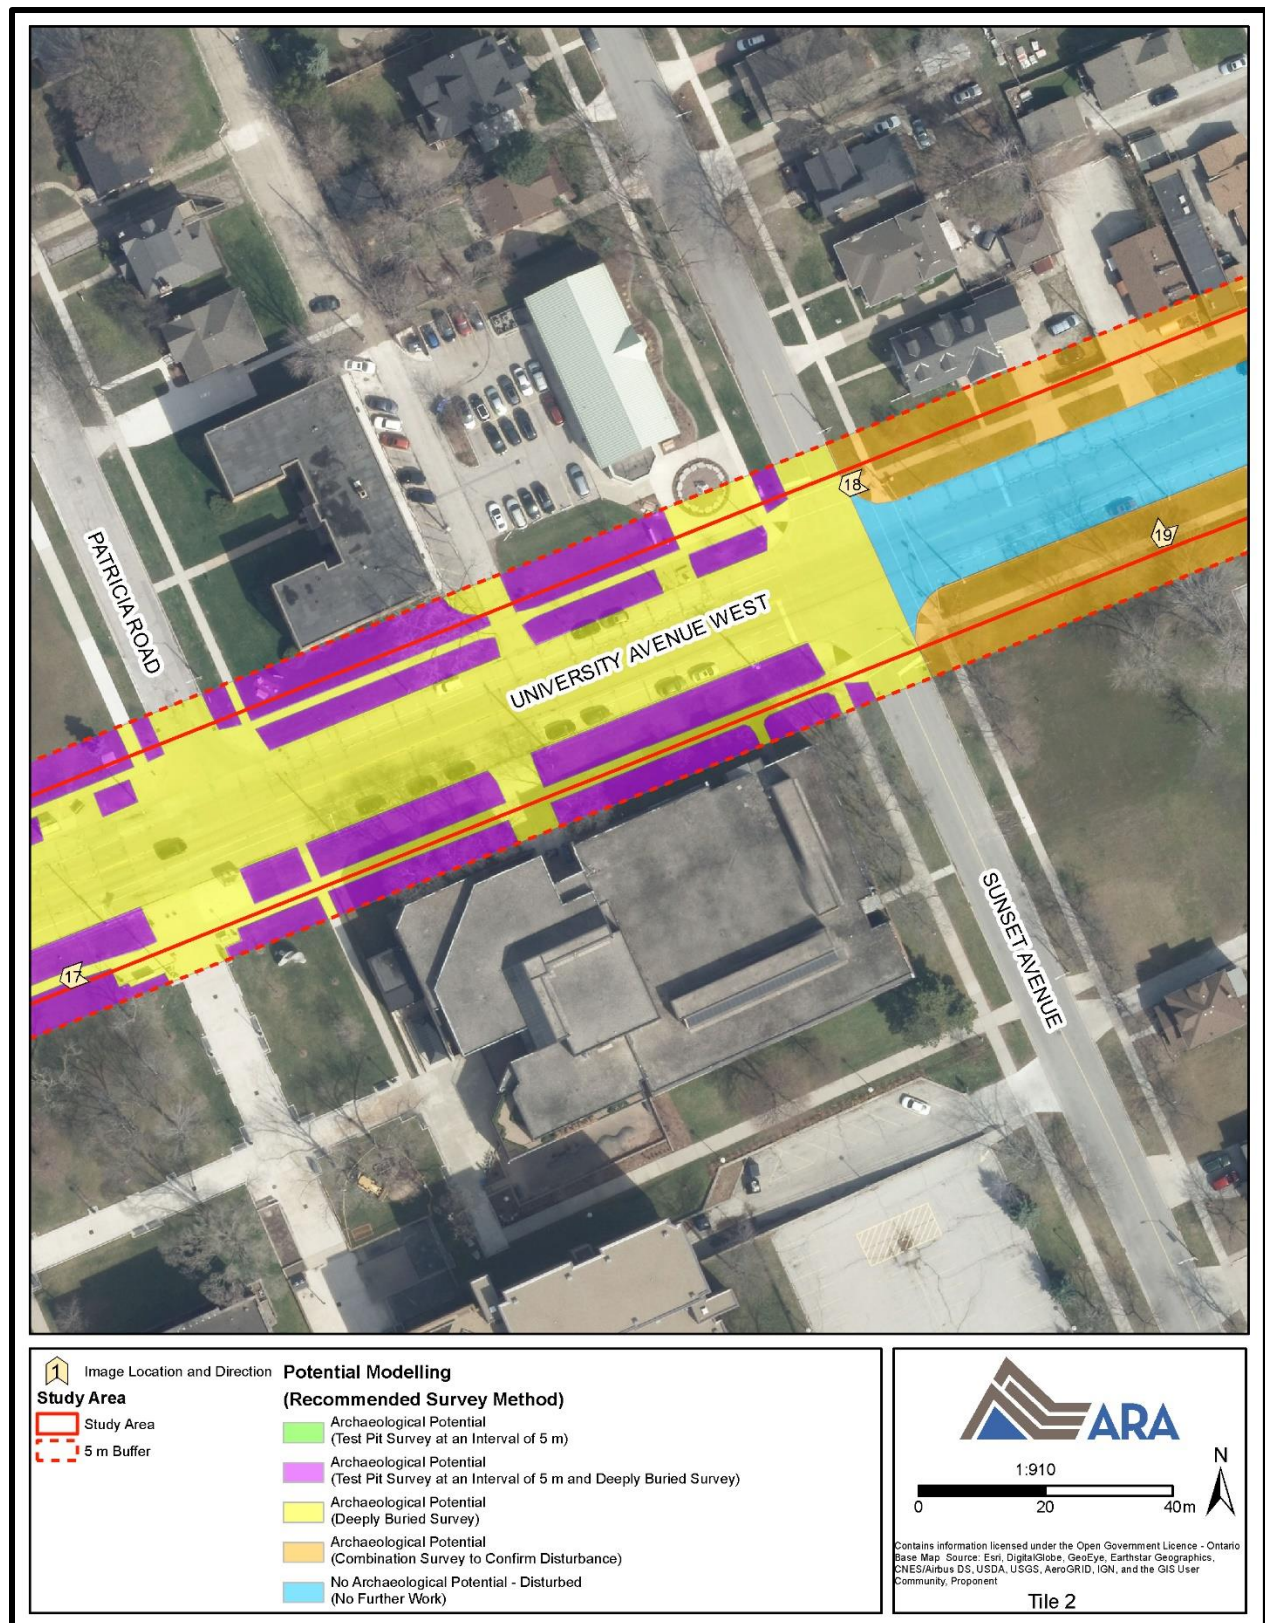 18
19
PATRICIA ROAD
UNIVERSITY AVENUE WEST
SUNSET AVENUE
17
1 Image Location and Direction
Study Area
Study Area
5 m Buffer
Potential Modelling
(Recommended Survey Method)
Archaeological Potential
(Test Pit Survey at an Interval of 5 m)
Archaeological Potential
(Test Pit Survey at an Interval of 5 m and Deeply Buried Survey)
Archaeological Potential
(Deeply Buried Survey)
Archaeological Potential
(Combination Survey to Confirm Disturbance)
No Archaeological Potential - Disturbed
(No Further Work)
ARA
1:910
N
0 20 40m
Contains information licensed under the Open Government Licence - Ontario
Base Map Source: Esri, DigitalGlobe, GeoEye, Earthstar Geographics,
CNES/Airbus DS, USDA, USGS, AeroGRID, IGN, and the GIS User
Community, Proponent
Tile 2